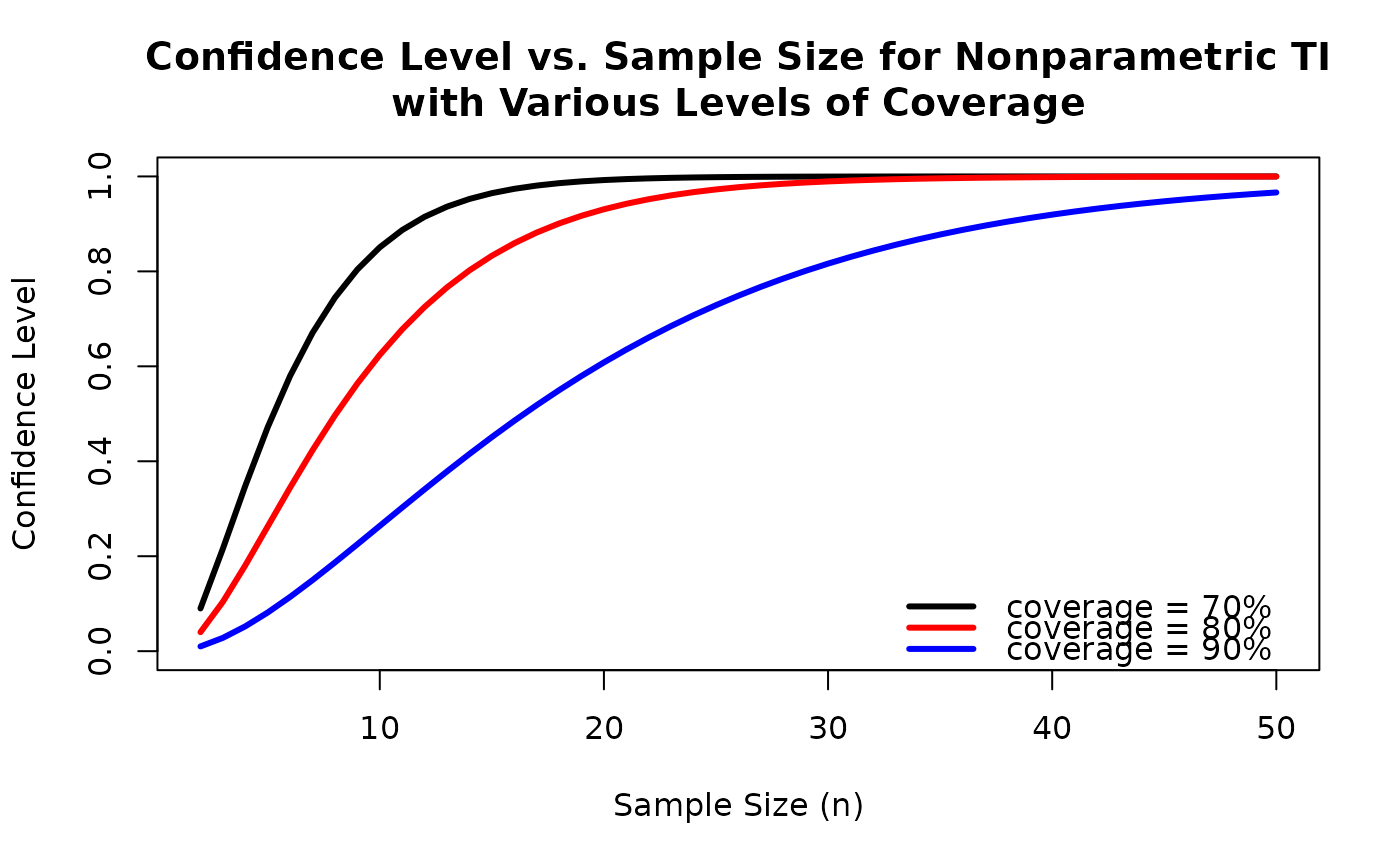 Confidence Level vs. Sample Size for Nonparametric TI
with Various Levels of Coverage
Confidence Level
1.0
0.8
0.6
0.4
0.2
0.0
coverage = 70%
coverage = 80%
coverage = 90%
10 20 30 40 50
Sample Size (n)